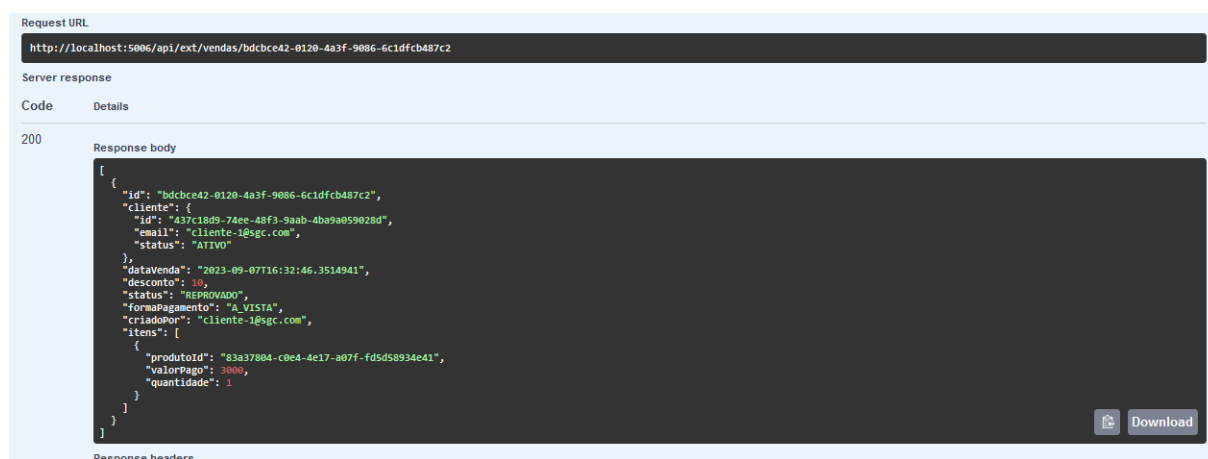 Request URL
http://localhost:5006/api/ext/vendas/bdcbce42-0120-4a3f-9086-6c1dfcb487c2
Server response
Code Details
200
Response body
[
{
"id": "bdcbce42-0120-4a3f-9086-6c1dfcb487c2",
"cliente": {
"id": "437c18d9-74ee-48f3-9aab-4ba9a059028d",
"email": "cliente-1@sgc.com",
"status": "ATIVO"
},
"dataVenda": "2023-09-07T16:32:46.3514941",
"desconto": 10,
"status": "REPROVADO",
"formaPagamento": "A_VISTA",
"criadoPor": "cliente-1@sgc.com",
"itens": [
{
"produtoId": "83a37804-c0e4-4e17-a07f-fd5d58934e41",
"valorPago": 3000,
"quantidade": 1
}
]
}
]
Download
Response headers